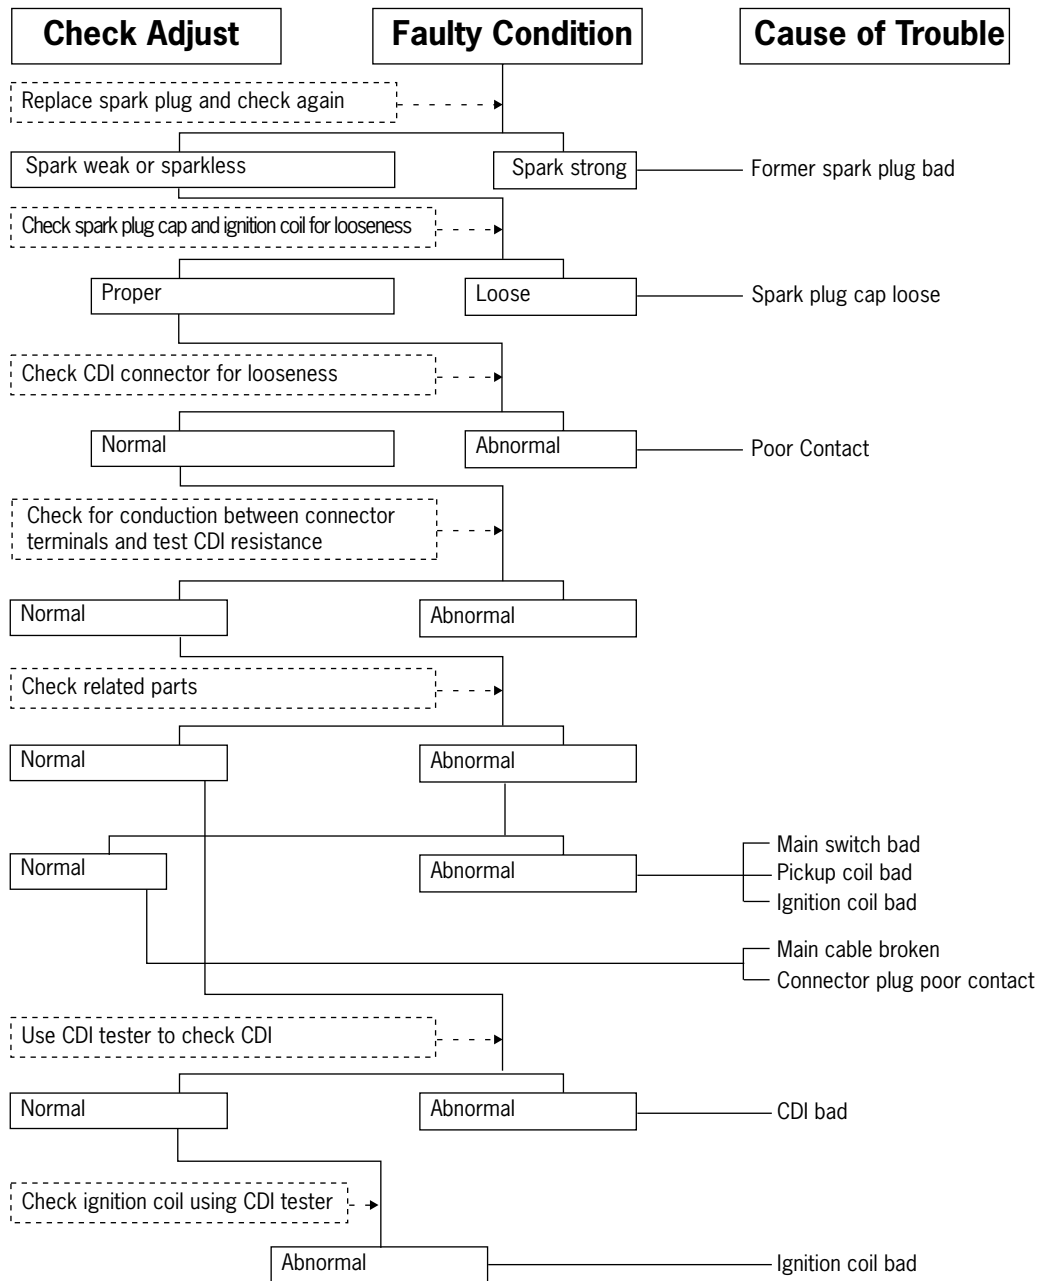 Check Adjust
Faulty Condition
Cause of Trouble
Replace spark plug and check again
Spark weak or sparkless
Spark strong
Former spark plug bad
Check spark plug cap and ignition coil for looseness
Proper
Loose
Spark plug cap loose
Check CDI connector for looseness
Normal
Abnormal
Poor Contact
Check for conduction between connector
terminals and test CDI resistance
Normal
Abnormal
Check related parts
Normal
Abnormal
Normal
Abnormal
Main switch bad
Pickup coil bad
Ignition coil bad
Main cable broken
Connector plug poor contact
Use CDI tester to check CDI
Normal
Abnormal
CDI bad
Check ignition coil using CDI tester
Abnormal
Ignition coil bad